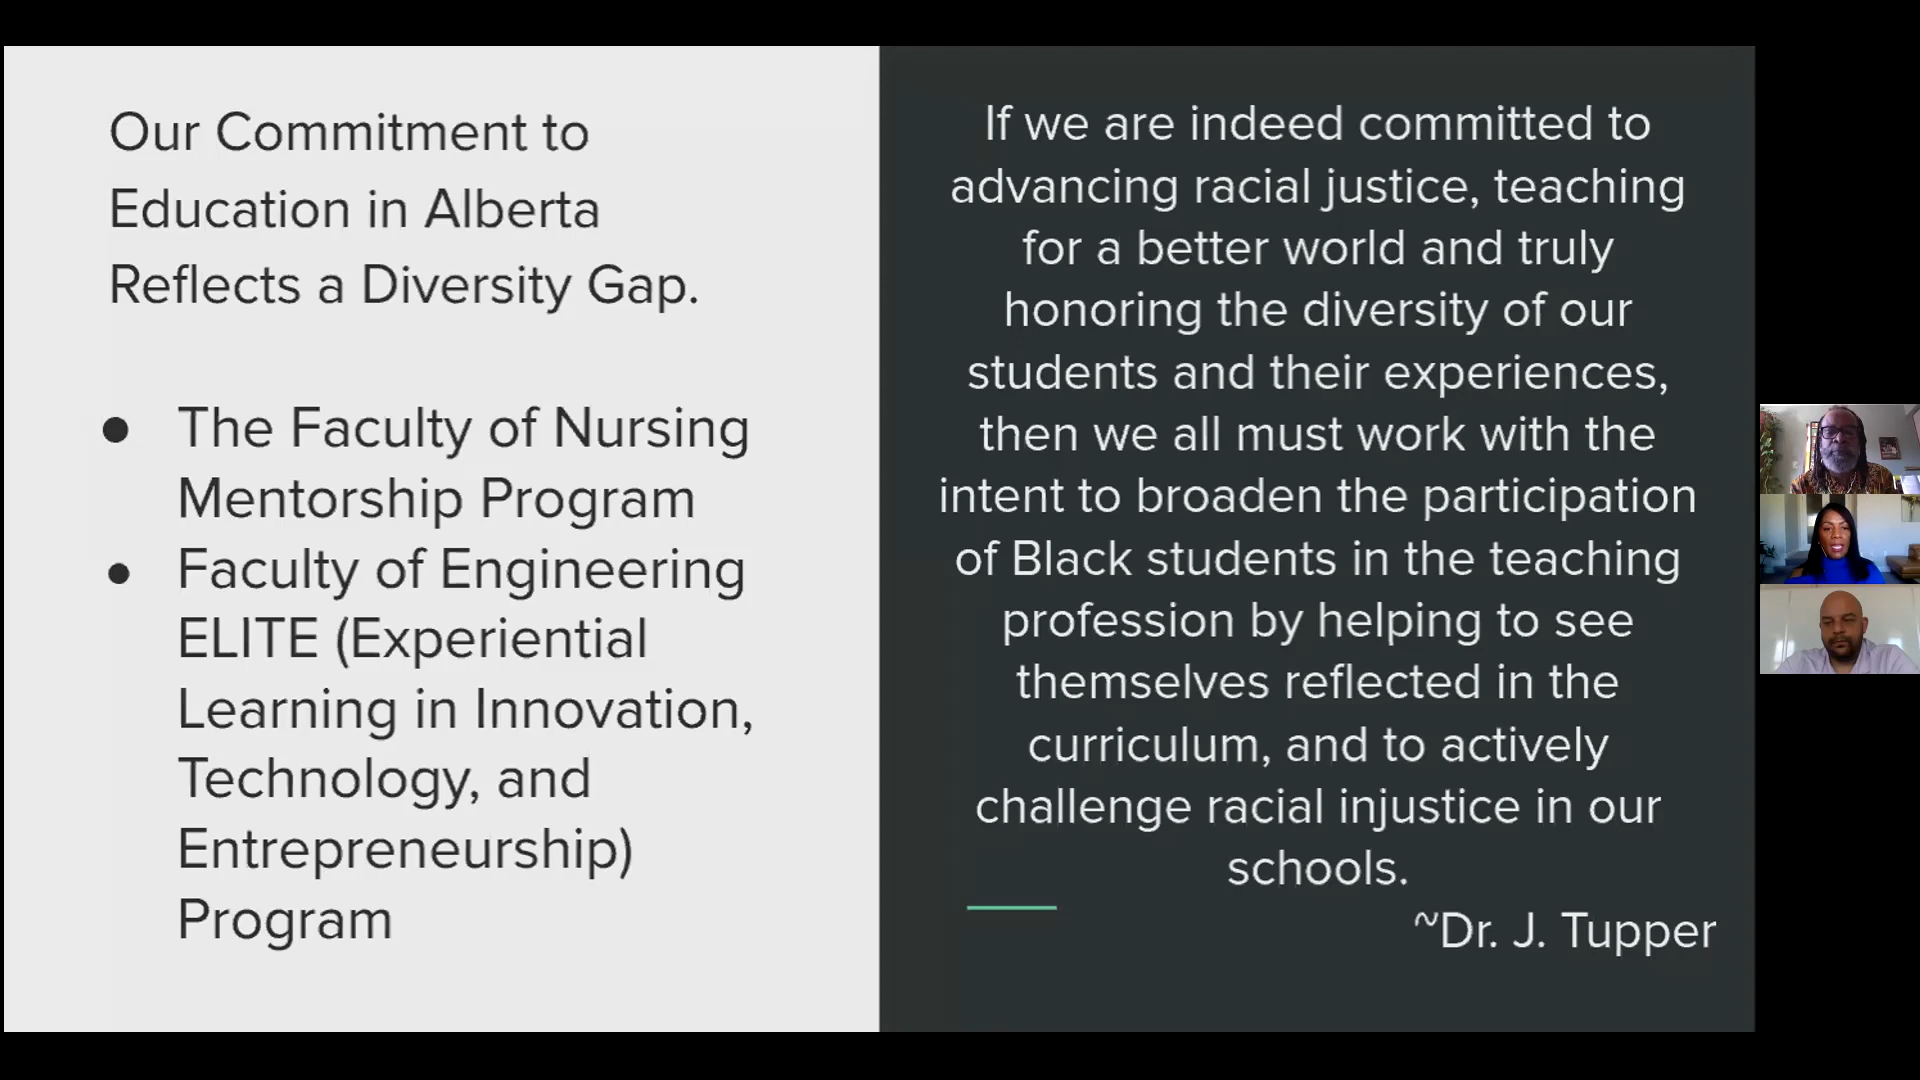 Our Commitment to
Education in Alberta
Reflects a Diversity Gap.
● The Faculty of Nursing
Mentorship Program
● Faculty of Engineering
ELITE (Experiential
Learning in Innovation,
Technology, and
Entrepreneurship)
Program
If we are indeed committed to
advancing racial justice, teaching
for a better world and truly
honoring the diversity of our
students and their experiences,
then we all must work with the
intent to broaden the participation
of Black students in the teaching
profession by helping to see
themselves reflected in the
curriculum, and to actively
challenge racial injustice in our
schools.
~Dr. J. Tupper